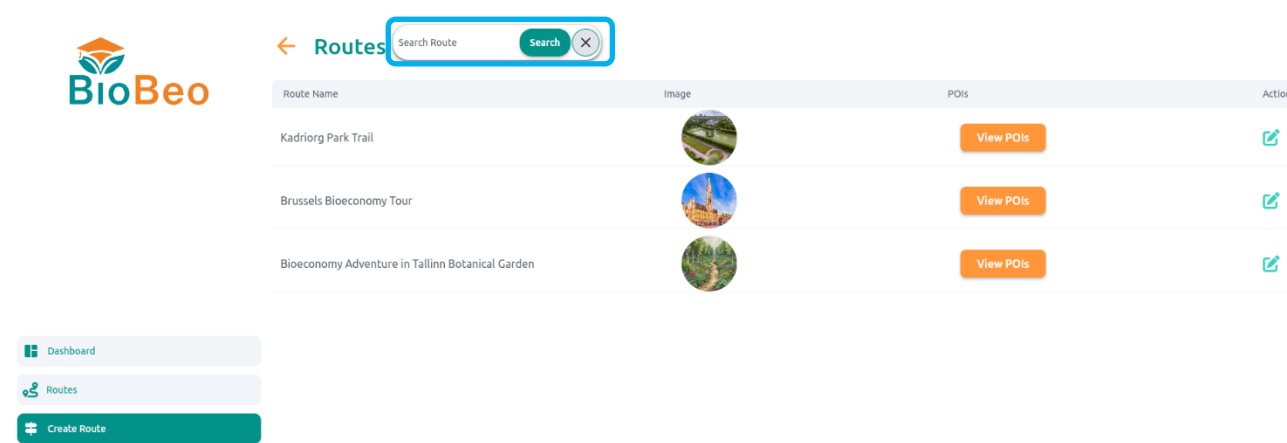 BioBeo
Routes
Search Route
Search
Route Name
Image
POIs
Action
Kadriorg Park Trail
View POIs
Brussels Bioeconomy Tour
View POIs
Bioeconomy Adventure in Tallinn Botanical Garden
View POIs
Dashboard
Routes
Create Route